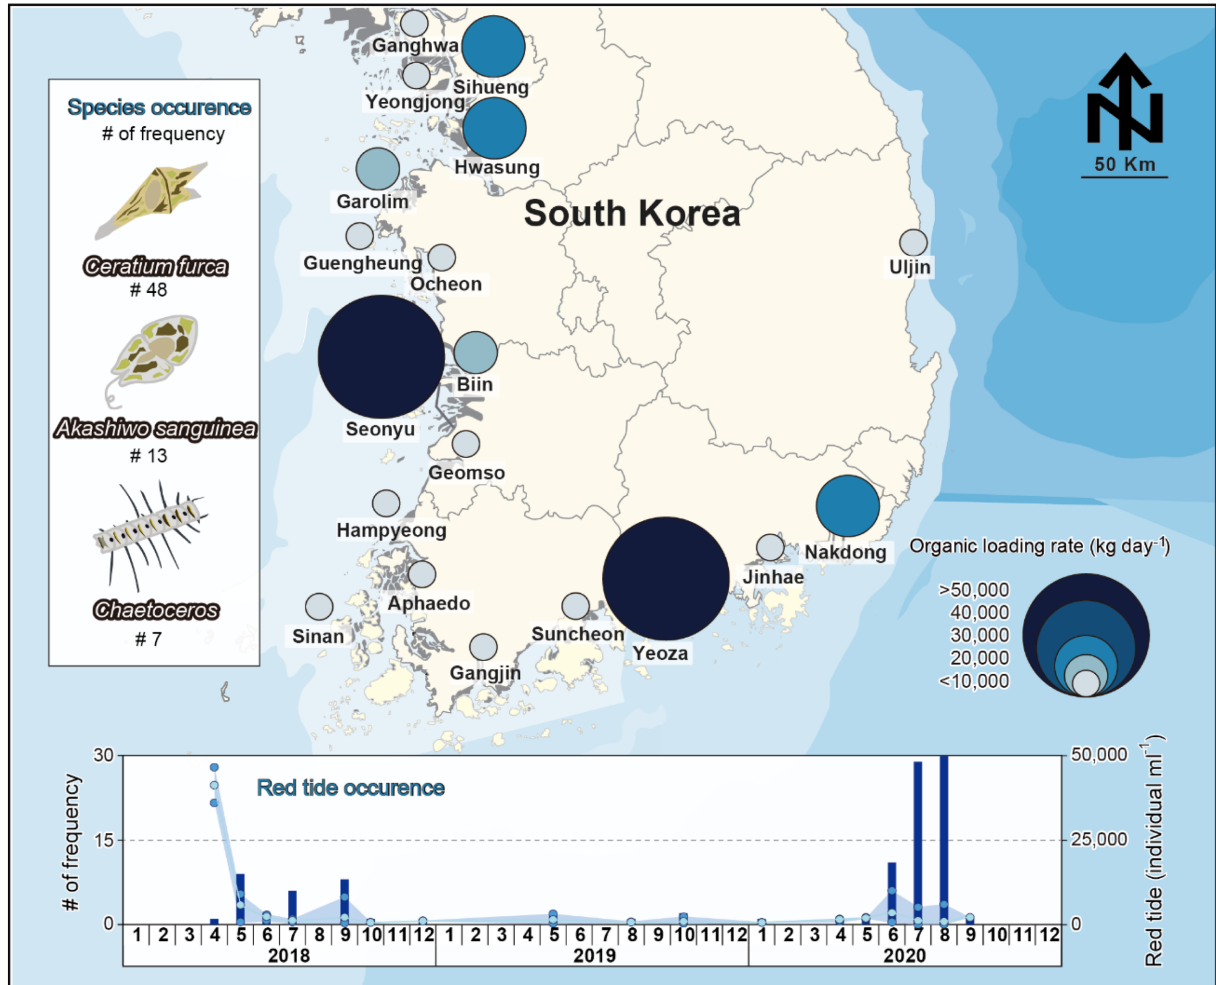 Ganghwa
Sihueng
Yeongjong
Hwasung
Garolim
South Korea
Guengheung
Ocheon
Uljin
Biin
Seonyu
Geomso
Hampyeong
Nakdong
Jinhae
Aphaedo
Sinan
Suncheon
Yeoza
Gangjin
N
50 Km
Species occurence
# of frequency
Ceratium furca
# 48
Akashiwo sanguinea
# 13
Chaetoceros
# 7
Organic loading rate (kg day⁻¹)
>50,000
40,000
30,000
20,000
<10,000
Red tide occurence
# of frequency
30
15
0
50,000
25,000
0
Red tide (individual ml⁻¹)
1 2 3 4 5 6 7 8 9 10 11 12 1 2 3 4 5 6 7 8 9 10 11 12 1 2 3 4 5 6 7 8 9 10 11 12
2018 2019 2020